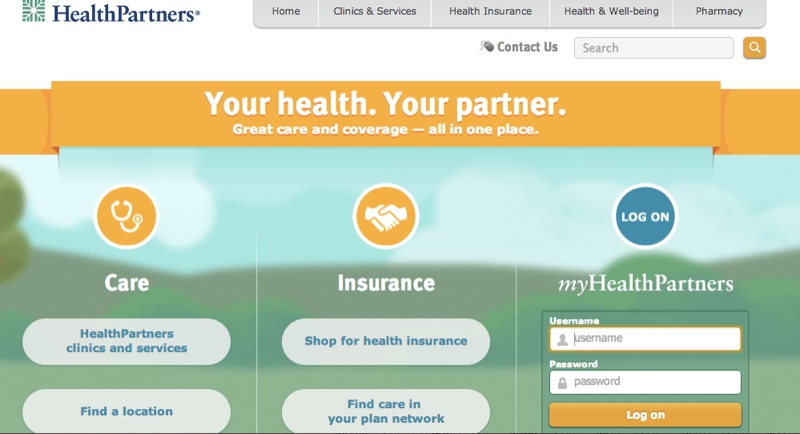 HealthPartners®
Home
Clinics & Services
Health Insurance
Health & Well-being
Pharmacy
Contact Us
Search
Your health. Your partner.
Great care and coverage — all in one place.
LOG ON
Care
Insurance
myHealthPartners
HealthPartners
clinics and services
Find a location
Shop for health insurance
Find care in
your plan network
Username
username
Password
password
Log on